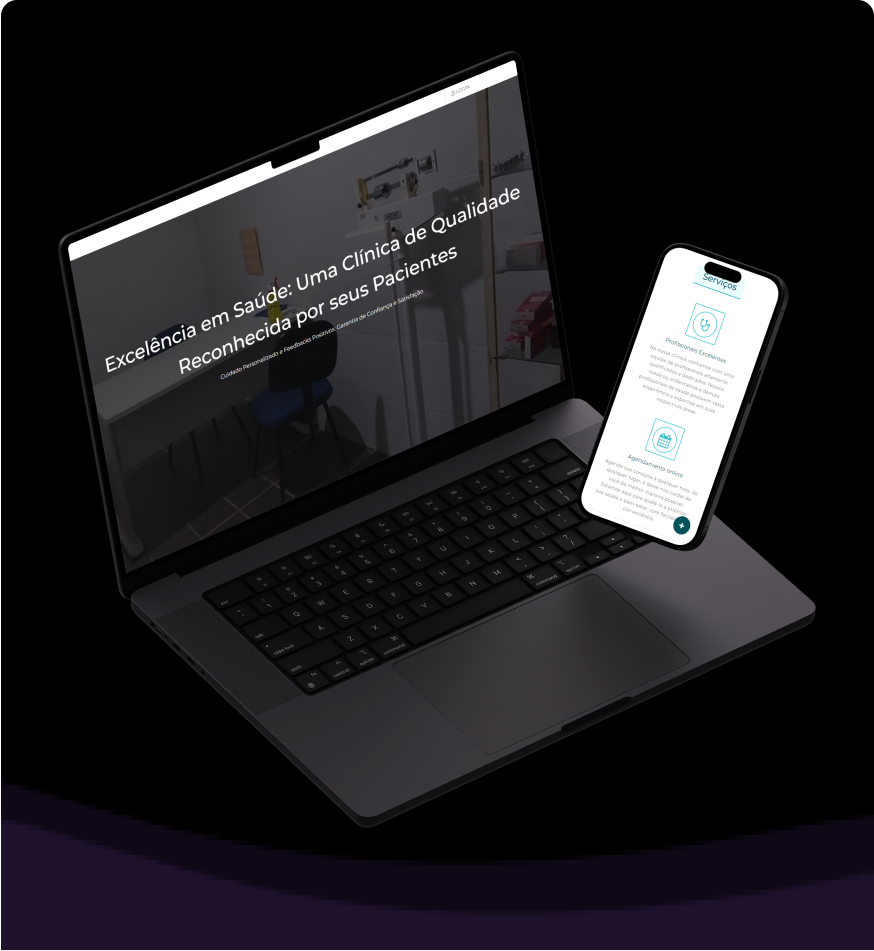 LOGIN
Excelência em Saúde: Uma Clínica de Qualidade
Reconhecida por seus Pacientes
Cuidado Personalizado e Feedbacks Positivos: Garantia de Confiança e Satisfação
Serviços
Profissionais Excelentes
Na nossa clínica, contamos com uma
equipe de profissionais altamente
qualificados e dedicados. Nossos
médicos, enfermeiros e demais
profissionais de saúde possuem vasta
experiência e expertise em suas
respectivas áreas.
Agendamento online
Agende sua consulta a qualquer hora, de
qualquer lugar, e deixe-nos cuidar de
você da melhor maneira possível.
Estamos aqui para ajudá-lo a priorizar
sua saúde e bem-estar, com
conveniência.
esc
delete
tab
Q W E R T Y U I O P
caps lock
A S D F G H J K L
shift
Z X C V B N M
fn
control
option
command
command
option